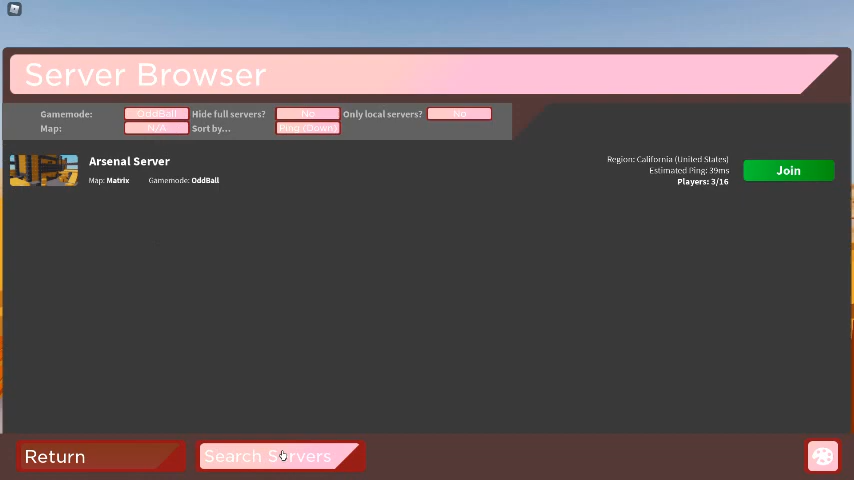 Server Browser
Gamemode: OddBall Hide full servers? No Only local servers? No
Map: N/A Sort by... Ping (Down)
Arsenal Server
Map: Matrix Gamemode: OddBall
Region: California (United States)
Estimated Ping: 39ms
Players: 3/16
Join
Return
Search Servers